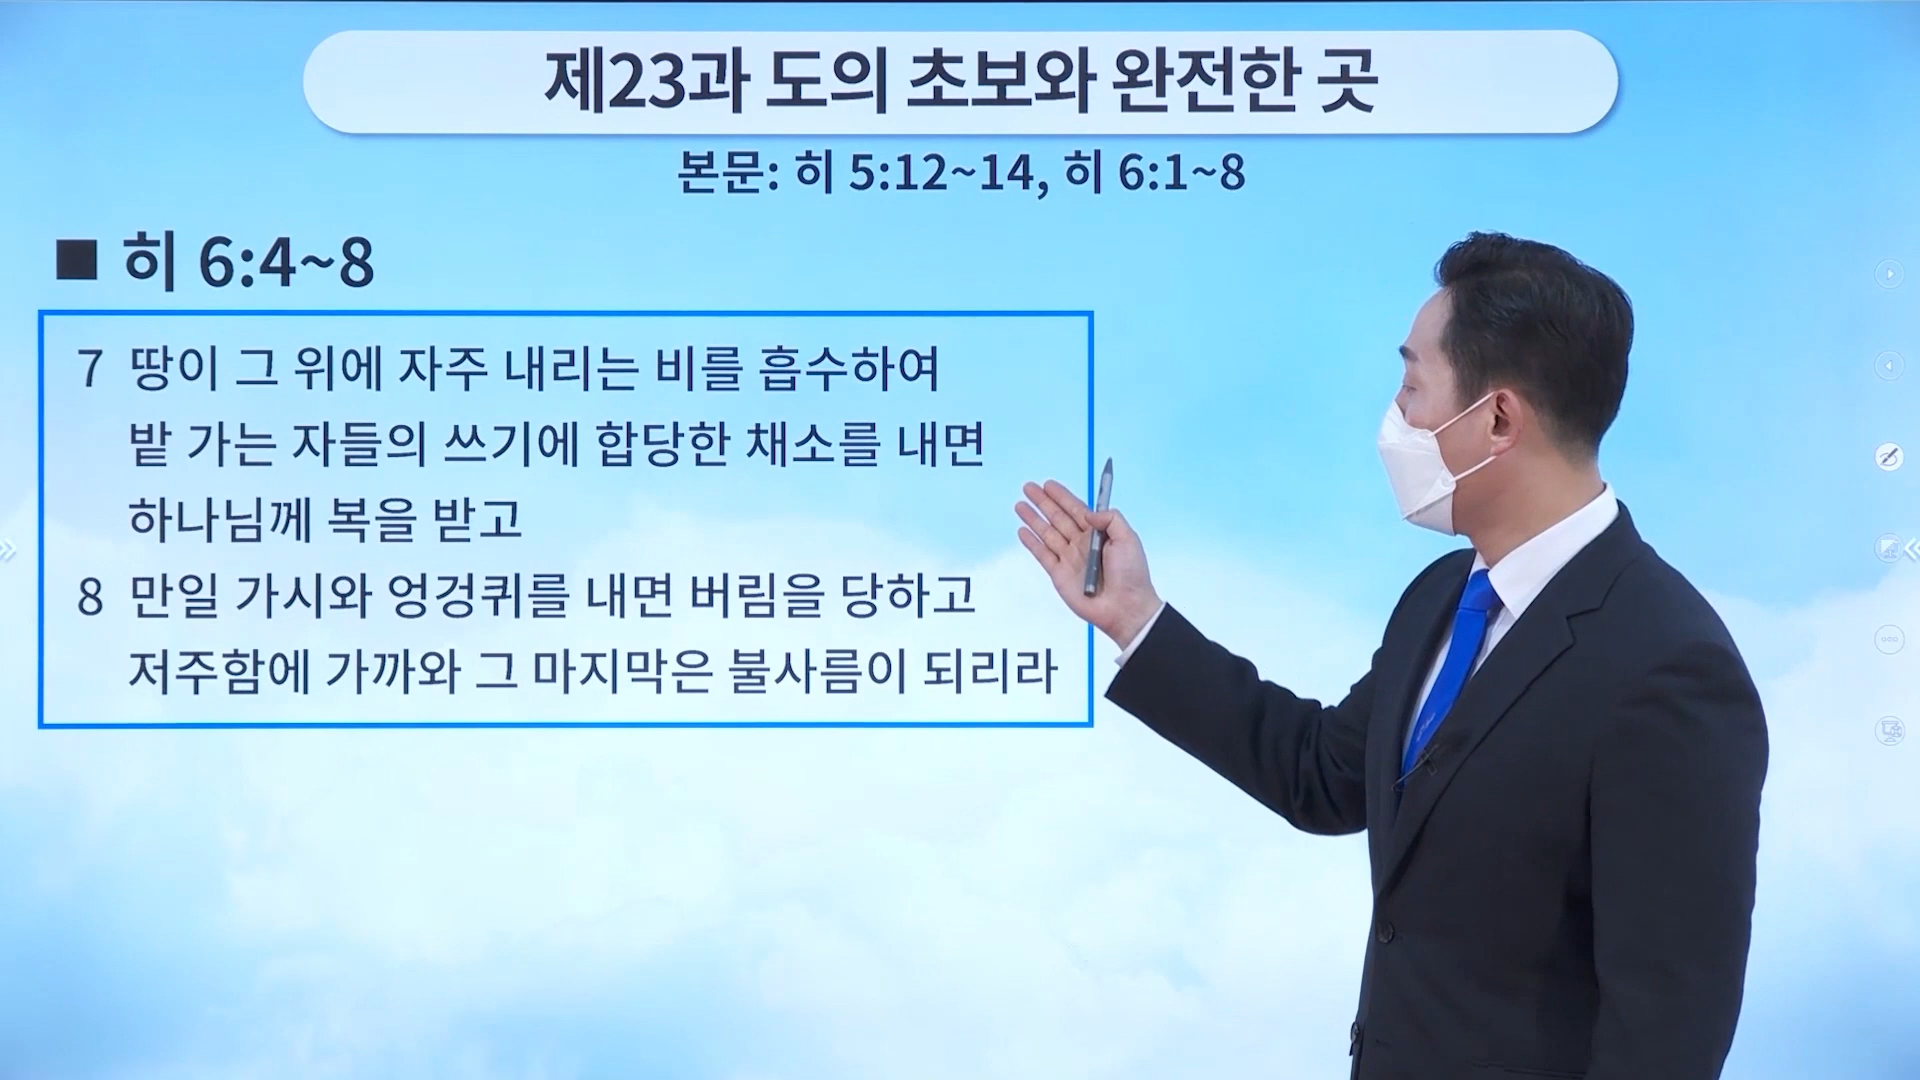 제23과 도의 초보와 완전한 곳
본문: 히 5:12~14, 히 6:1~8
■ 히 6:4~8
7 땅이 그 위에 자주 내리는 비를 흡수하여
밭 가는 자들의 쓰기에 합당한 채소를 내면
하나님께 복을 받고
8 만일 가시와 엉겅퀴를 내면 버림을 당하고
저주함에 가까와 그 마지막은 불사름이 되리라